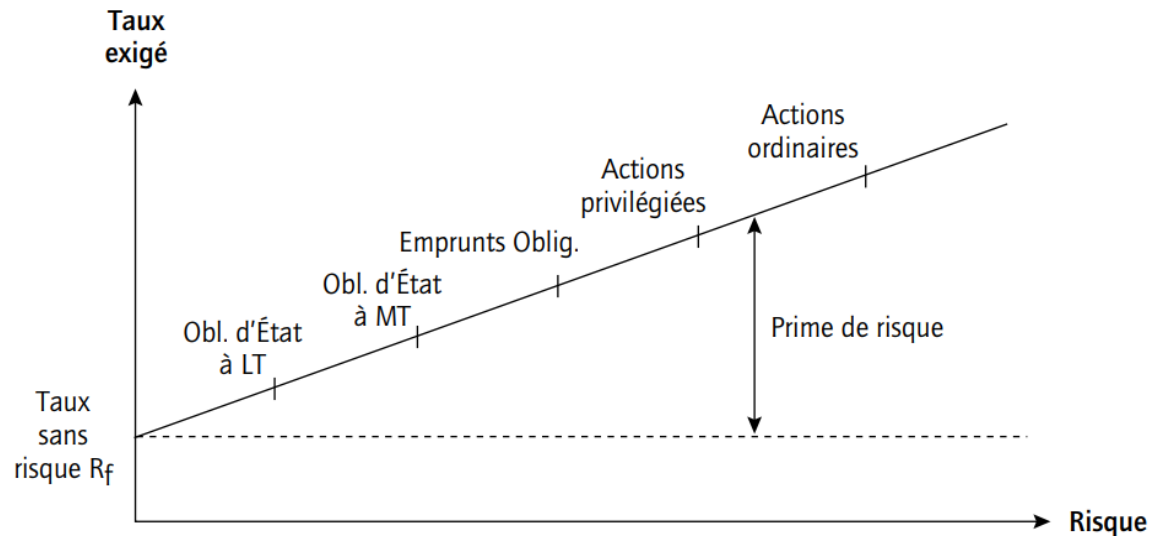 Taux
exigé
Actions
ordinaires
Actions
privilégiées
Emprunts Oblig.
Obl. d'État
à MT
Obl. d'État
à LT
Prime de risque
Taux
sans
risque Rf
Risque